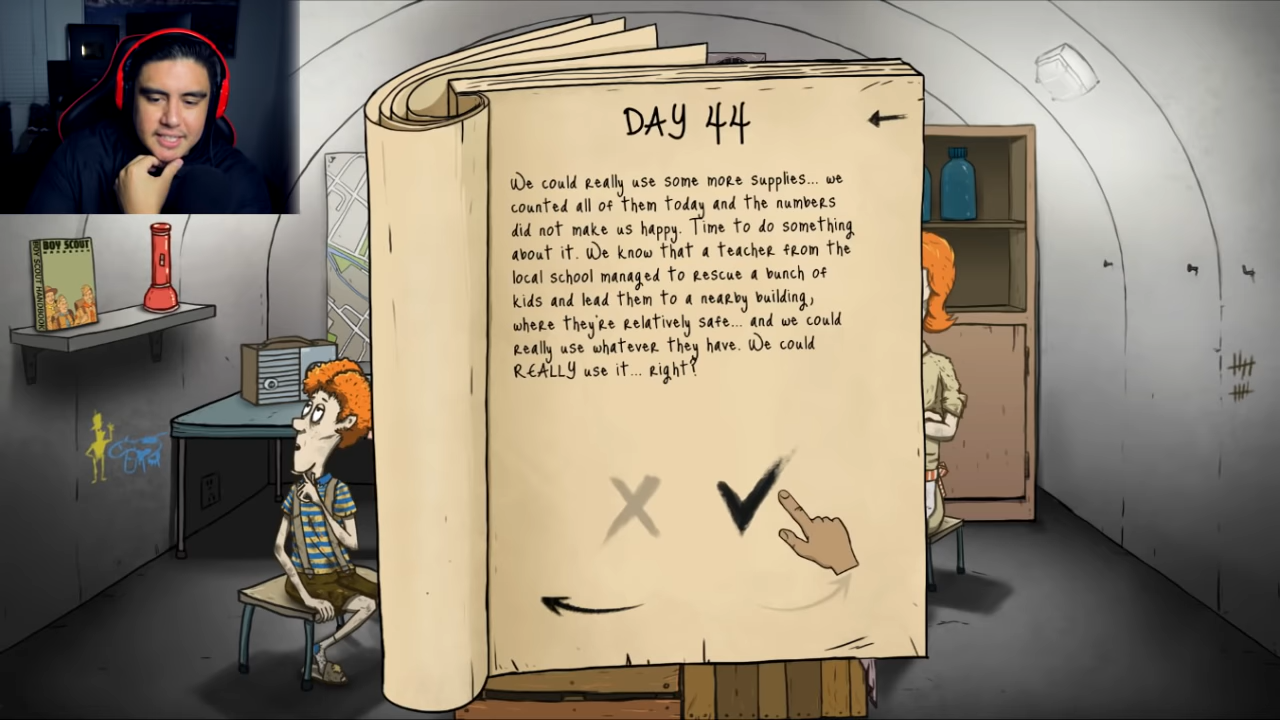 DAY 44
We could really use some more supplies... we
counted all of them today and the numbers
did not make us happy. Time to do something
about it. We know that a teacher from the
local school managed to rescue a bunch of
kids and lead them to a nearby building,
where they're relatively safe... and we could
really use whatever they have. We could
REALLY use it... right?
BOY SCOUT
BOY SCOUT HANDBOOK